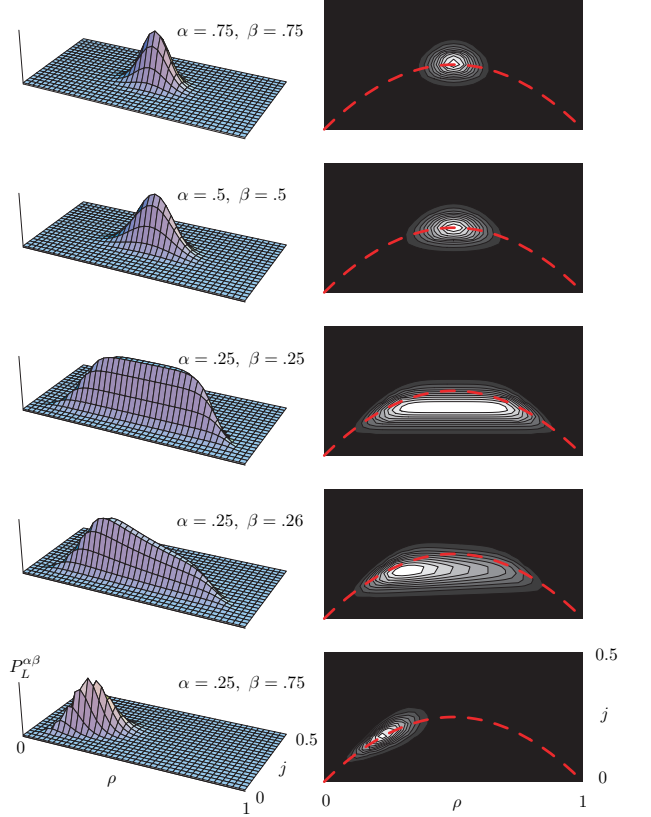 α = .75, β = .75
α = .5, β = .5
α = .25, β = .25
α = .25, β = .26
P_L^{αβ}
α = .25, β = .75
0
ρ
1
0
j
0.5
0.5
j
0
0
ρ
1